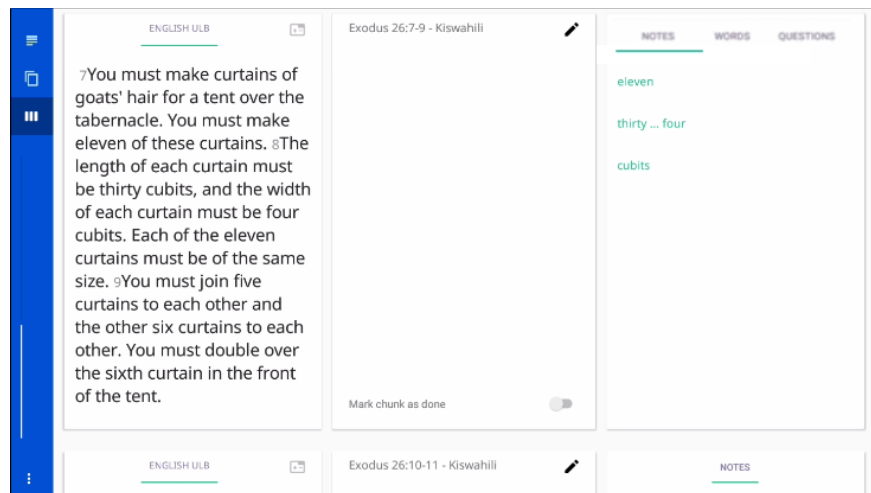 ENGLISH ULB
7You must make curtains of
goats' hair for a tent over the
tabernacle. You must make
eleven of these curtains. 8The
length of each curtain must
be thirty cubits, and the width
of each curtain must be four
cubits. Each of the eleven
curtains must be of the same
size. 9You must join five
curtains to each other and
the other six curtains to each
other. You must double over
the sixth curtain in the front
of the tent.
Exodus 26:7-9 - Kiswahili
Mark chunk as done
NOTES WORDS QUESTIONS
eleven
thirty ... four
cubits
ENGLISH ULB
Exodus 26:10-11 - Kiswahili
NOTES